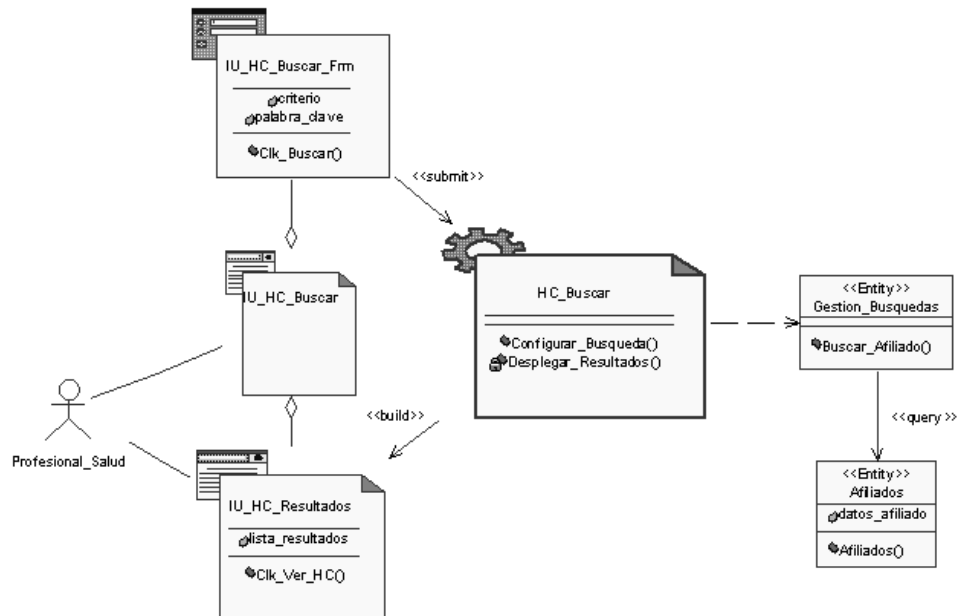 IU_HC_Buscar_Frm
criterio
palabra_clave
Clk_Buscar()
<<submit>>
IU_HC_Buscar
HC_Buscar
Configurar_Busqueda()
Desplegar_Resultados()
<<Entity>>
Gestion_Busquedas
Buscar_Afiliado()
<<build>>
<<query>>
Profesional_Salud
IU_HC_Resultados
lista_resultados
Clk_Ver_HC()
<<Entity>>
Afiliados
datos_afiliado
Afiliados()